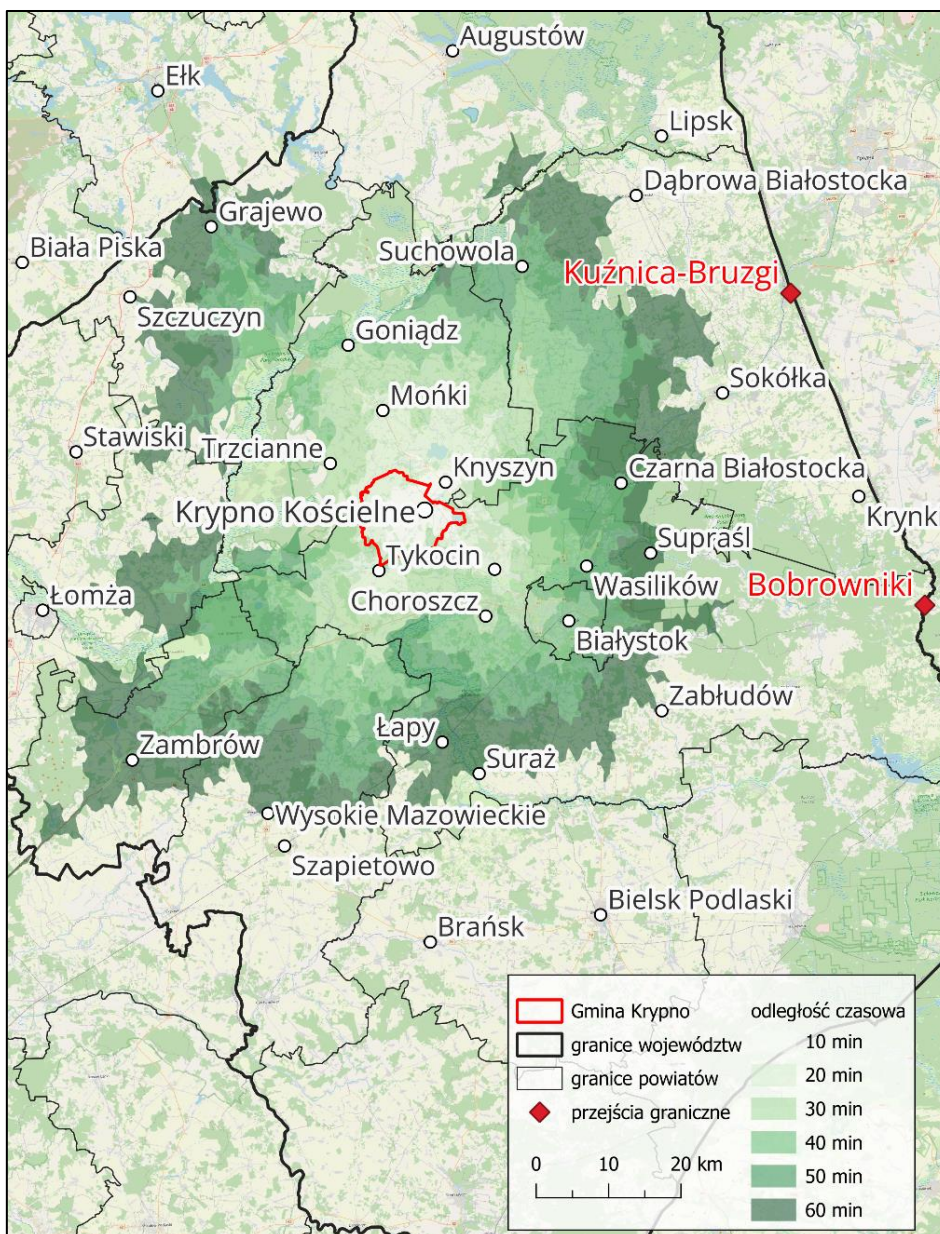 Augustów
Ełk
Lipsk
Dąbrowa Białostocka
Grajewo
Biała Piska
Suchowola
Kuźnica-Bruzgi
Szczuczyn
Goniądz
Sokółka
Mońki
Stawiski
Trzcianne
Knyszyn
Czarna Białostocka
Krypno Kościelne
Krynk
Supraśl
Tykocin
Wasilków
Bobrowniki
Łomża
Choroszcz
Białystok
Zabłudów
Łapy
Zambrów
Suraż
Wysokie Mazowieckie
Szapietowo
Bielsk Podlaski
Brańsk
Gmina Krypno
granice województw
granice powiatów
przejścia graniczne
0 10 20 km
odległość czasowa
10 min
20 min
30 min
40 min
50 min
60 min